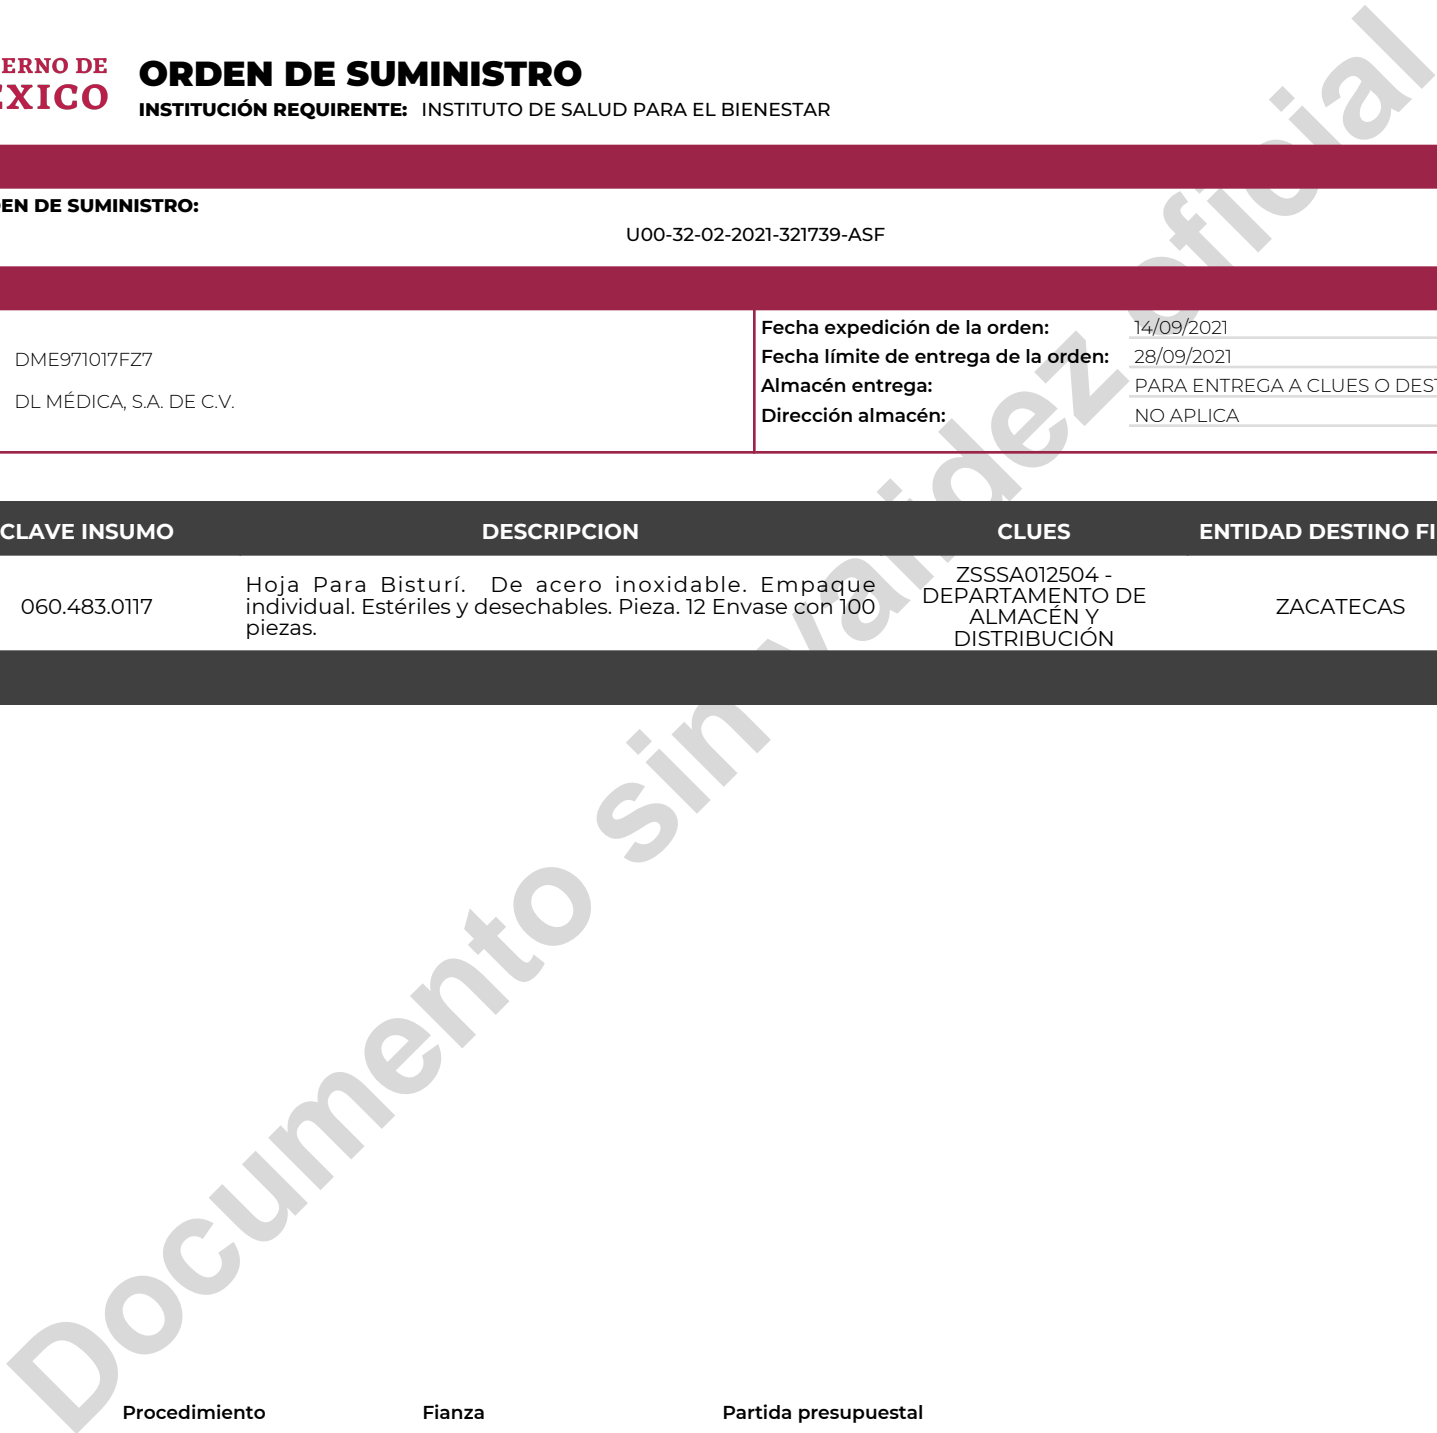 ERNO DE
EXICO
ORDEN DE SUMINISTRO
INSTITUCIÓN REQUIRENTE: INSTITUTO DE SALUD PARA EL BIENESTAR
EN DE SUMINISTRO:
U00-32-02-2021-321739-ASF
DME971017FZ7
DL MÉDICA, S.A. DE C.V.
Fecha expedición de la orden: 14/09/2021
Fecha límite de entrega de la orden: 28/09/2021
Almacén entrega: PARA ENTREGA A CLUES O DEST
Dirección almacén: NO APLICA
CLAVE INSUMO DESCRIPCION CLUES ENTIDAD DESTINO FI
060.483.0117
Hoja Para Bisturí. De acero inoxidable. Empaque
individual. Estériles y desechables. Pieza. 12 Envase con 100
piezas.
ZSSSA012504 -
DEPARTAMENTO DE
ALMACÉN Y
DISTRIBUCIÓN
ZACATECAS
Documento sin validez oficial
Procedimiento Fianza Partida presupuestal